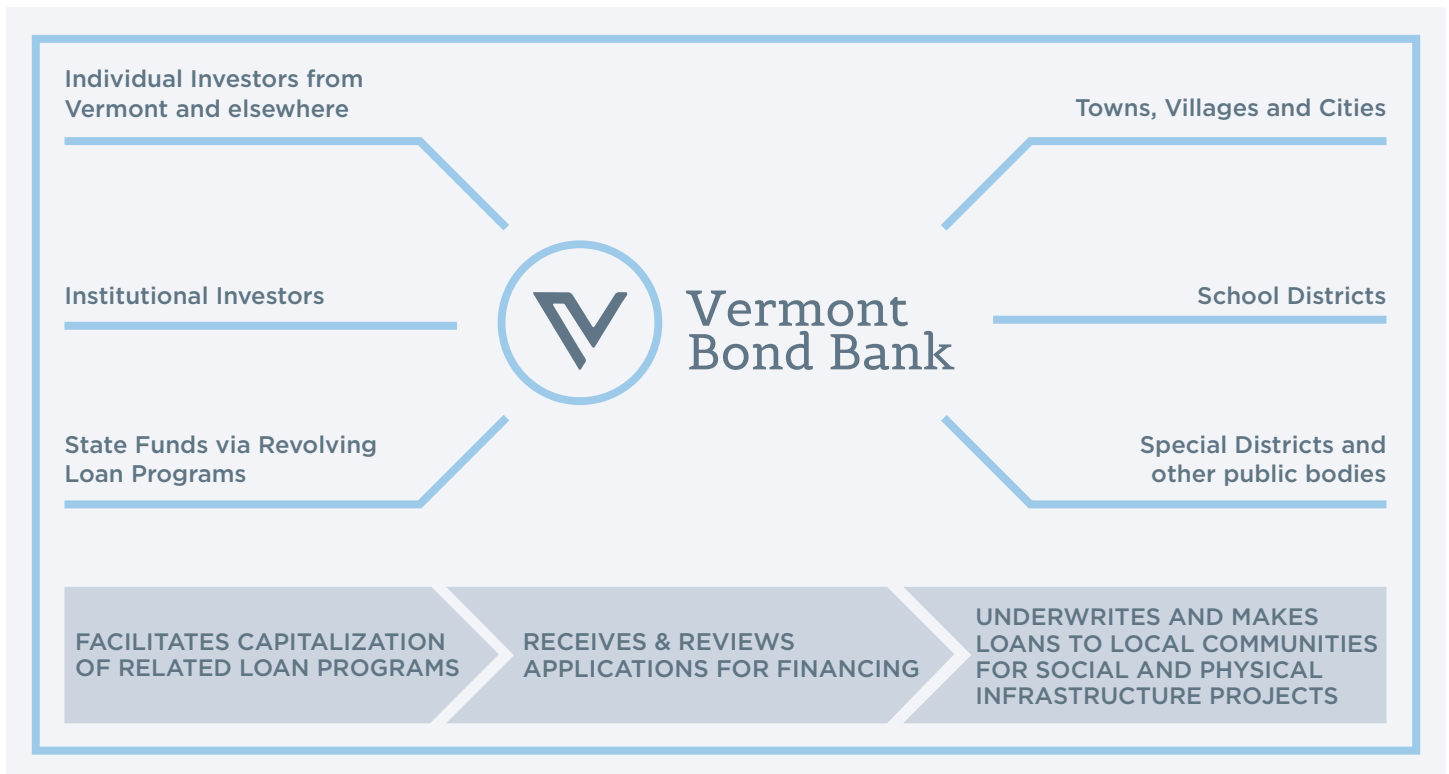 Individual Investors from
Vermont and elsewhere
Towns, Villages and Cities
Institutional Investors
Vermont
Bond Bank
School Districts
State Funds via Revolving
Loan Programs
Special Districts and
other public bodies
FACILITATES CAPITALIZATION
OF RELATED LOAN PROGRAMS
RECEIVES & REVIEWS
APPLICATIONS FOR FINANCING
UNDERWRITES AND MAKES
LOANS TO LOCAL COMMUNITIES
FOR SOCIAL AND PHYSICAL
INFRASTRUCTURE PROJECTS